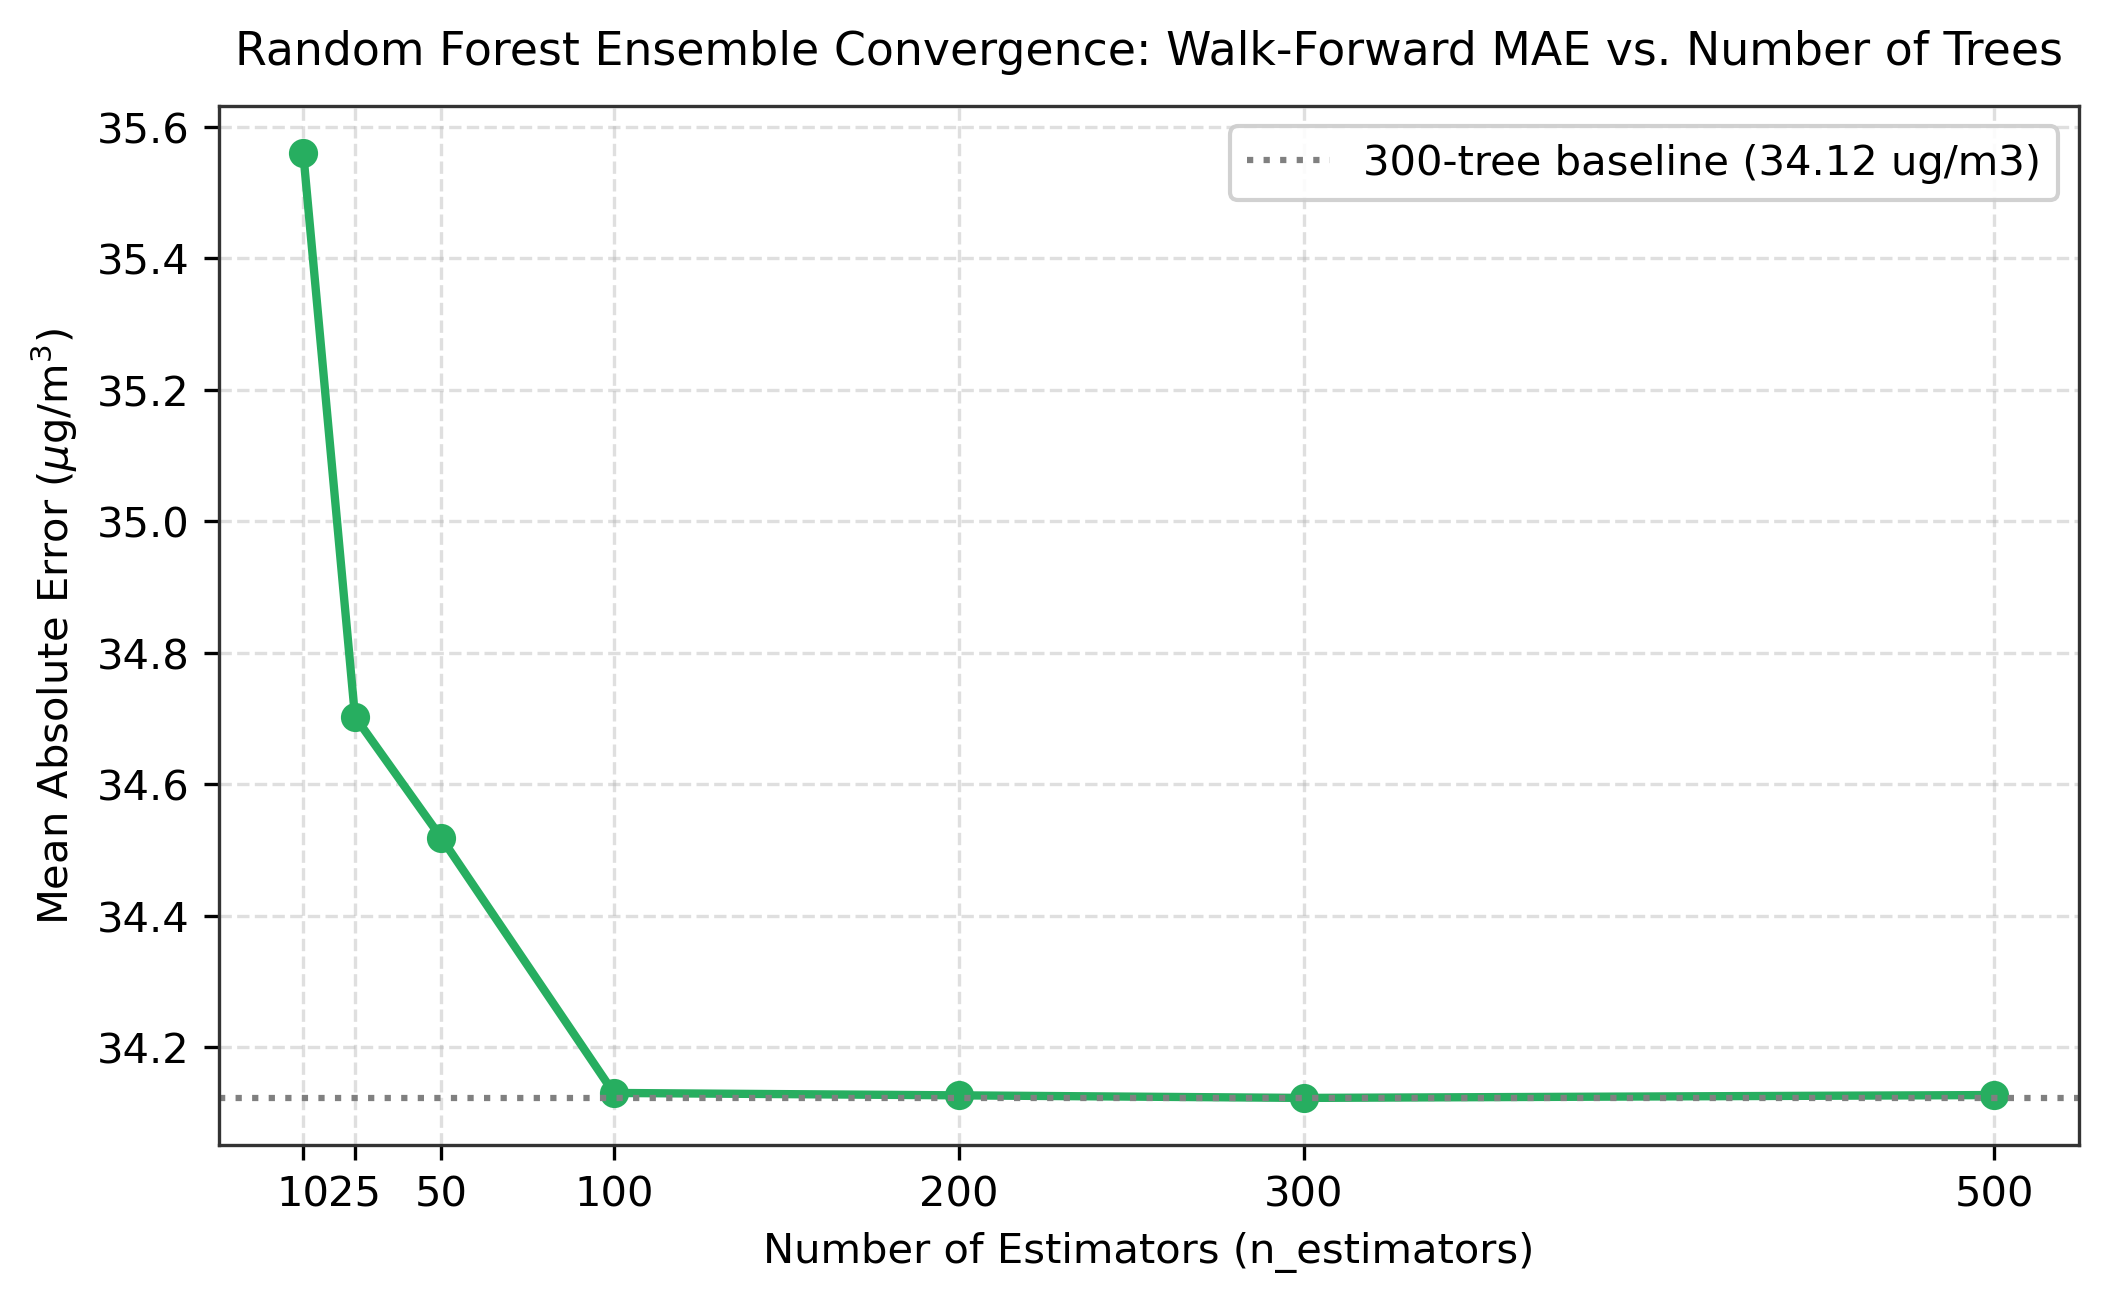 Random Forest Ensemble Convergence: Walk-Forward MAE vs. Number of Trees
300-tree baseline (34.12 ug/m3)
Mean Absolute Error (μg/m³)
35.6
35.4
35.2
35.0
34.8
34.6
34.4
34.2
10 25 50 100 200 300 500
Number of Estimators (n_estimators)